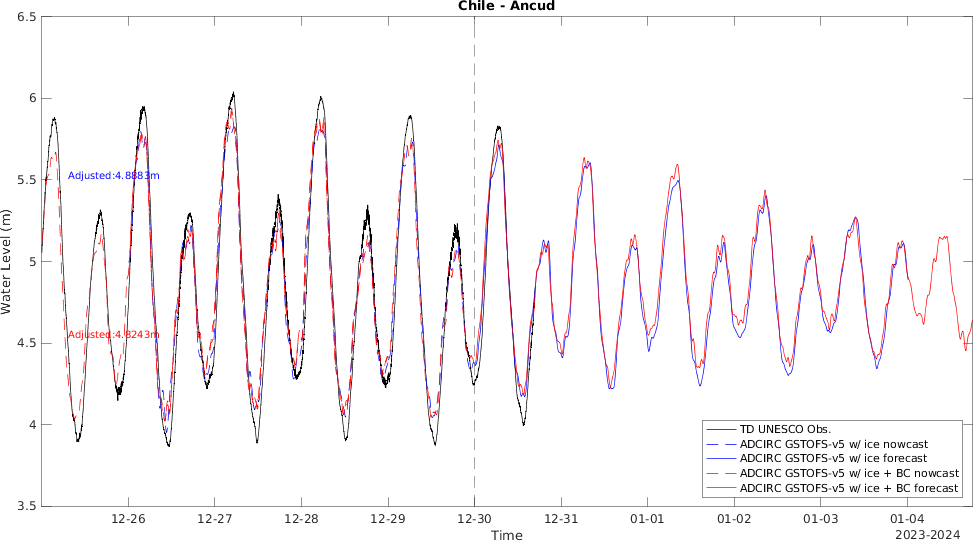 Chile - Ancud
6.5
6
5.5
5
4.5
4
3.5
Water Level (m)
Adjusted:4.8883m
Adjusted:4.8243m
TD UNESCO Obs.
ADCIRC GSTOFS-v5 w/ ice nowcast
ADCIRC GSTOFS-v5 w/ ice forecast
ADCIRC GSTOFS-v5 w/ ice + BC nowcast
ADCIRC GSTOFS-v5 w/ ice + BC forecast
12-26 12-27 12-28 12-29 12-30 12-31 01-01 01-02 01-03 01-04
Time
2023-2024